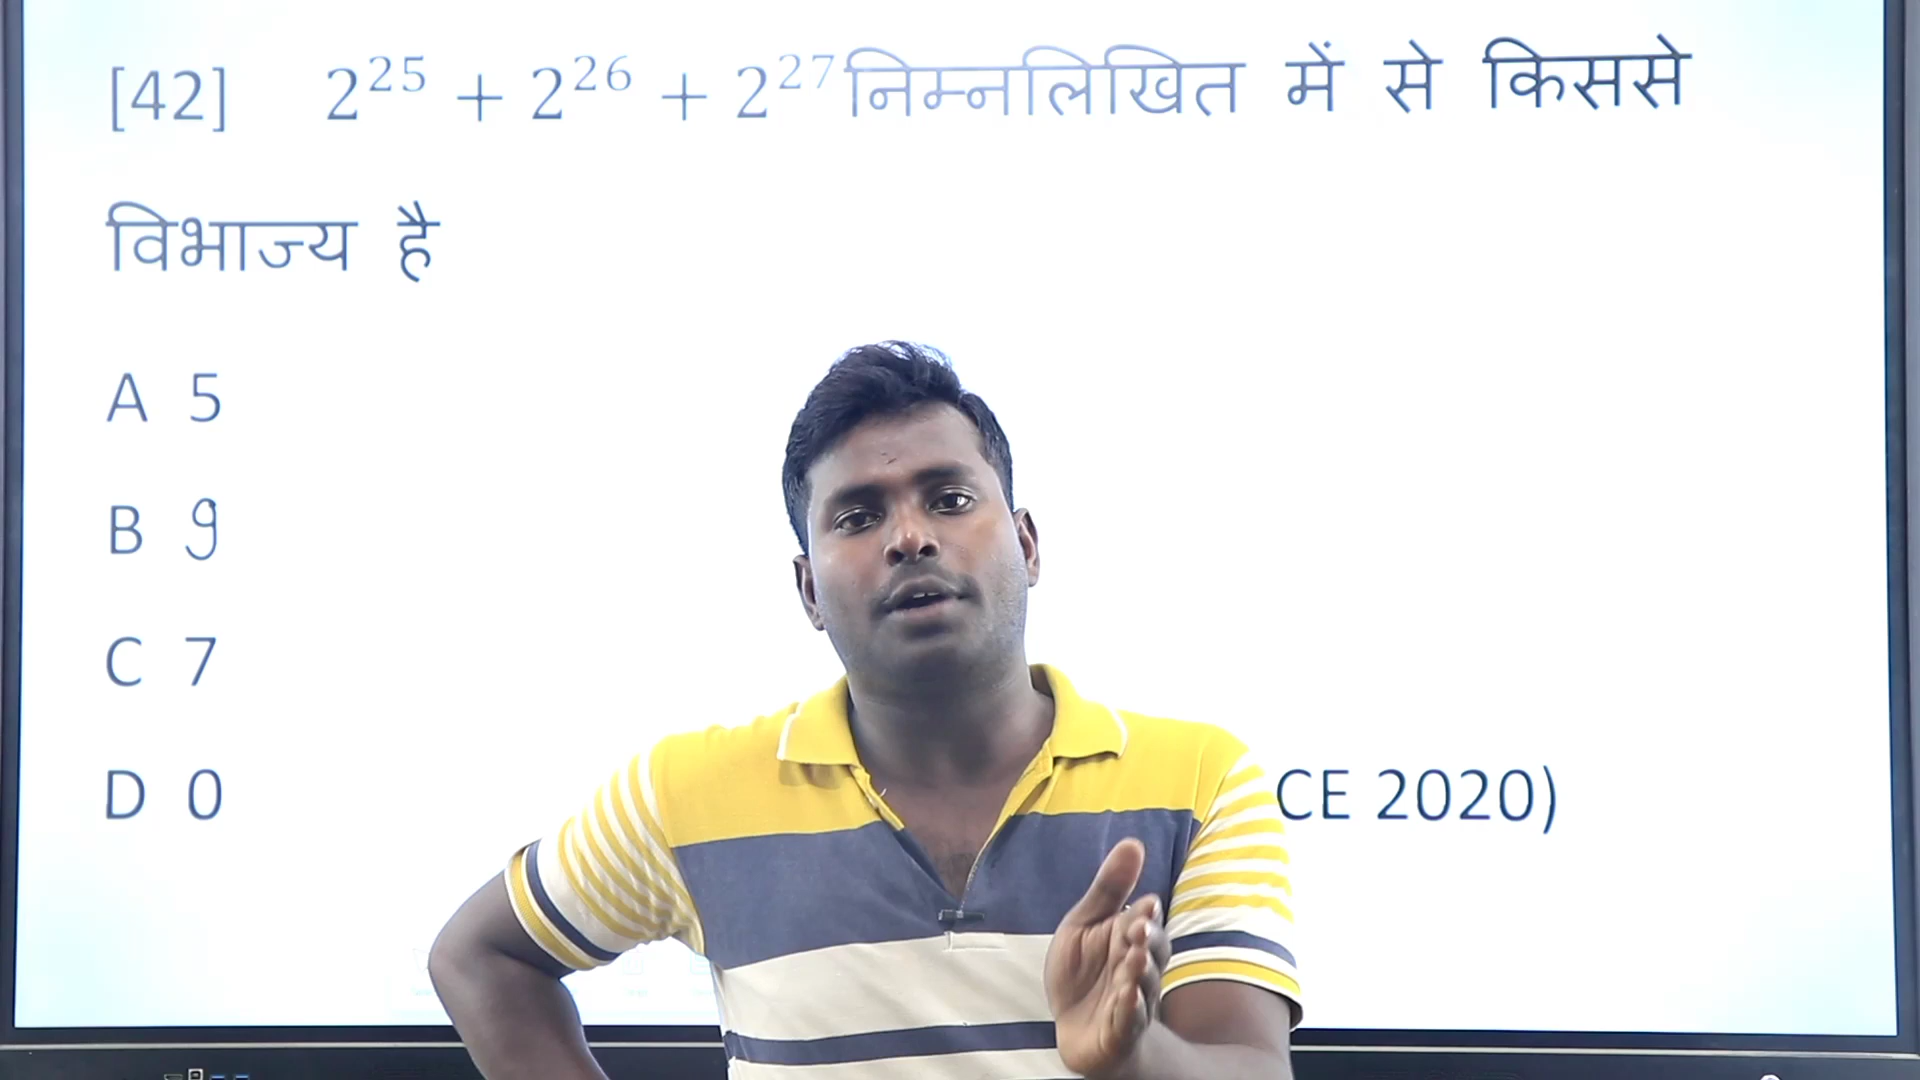 [42] 2²⁵ + 2²⁶ + 2²⁷ निम्नलिखित में से किससे
विभाज्य है
A 5
B 9
C 7
D 0
CE 2020)